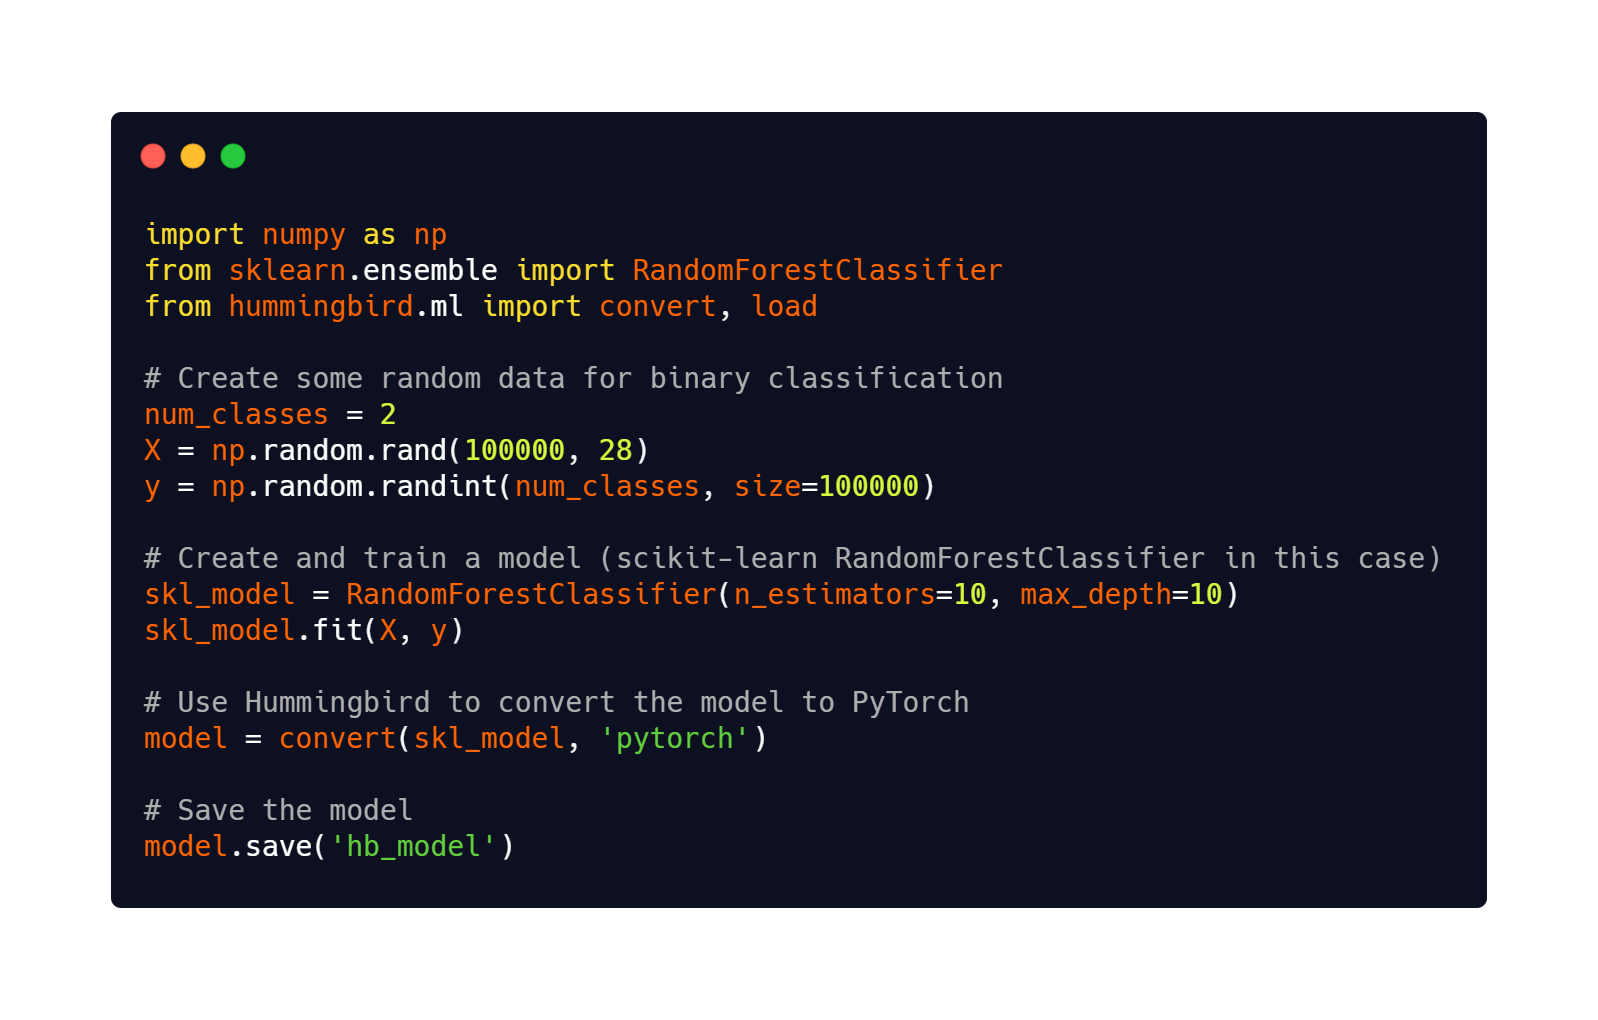 import numpy as np
from sklearn.ensemble import RandomForestClassifier
from hummingbird.ml import convert, load

# Create some random data for binary classification
num_classes = 2
X = np.random.rand(100000, 28)
y = np.random.randint(num_classes, size=100000)

# Create and train a model (scikit-learn RandomForestClassifier in this case)
skl_model = RandomForestClassifier(n_estimators=10, max_depth=10)
skl_model.fit(X, y)

# Use Hummingbird to convert the model to PyTorch
model = convert(skl_model, 'pytorch')

# Save the model
model.save('hb_model')